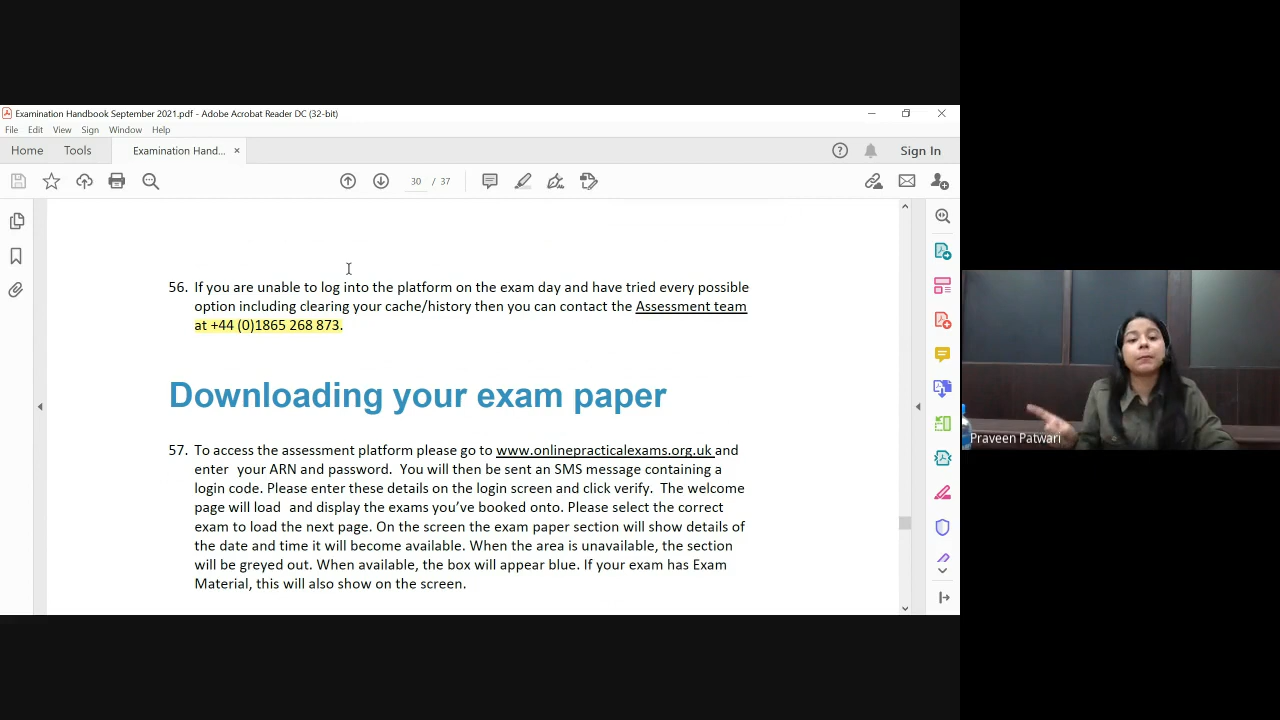 Examination Handbook September 2021.pdf - Adobe Acrobat Reader DC (32-bit)
File Edit View Sign Window Help
Home Tools Examination Hand... × Sign In
30 / 37
56. If you are unable to log into the platform on the exam day and have tried every possible
option including clearing your cache/history then you can contact the Assessment team
at +44 (0)1865 268 873.
Downloading your exam paper
57. To access the assessment platform please go to www.onlinepracticalexams.org.uk and
enter your ARN and password. You will then be sent an SMS message containing a
login code. Please enter these details on the login screen and click verify. The welcome
page will load and display the exams you've booked onto. Please select the correct
exam to load the next page. On the screen the exam paper section will show details of
the date and time it will become available. When the area is unavailable, the section
will be greyed out. When available, the box will appear blue. If your exam has Exam
Material, this will also show on the screen.
Praveen Patwari